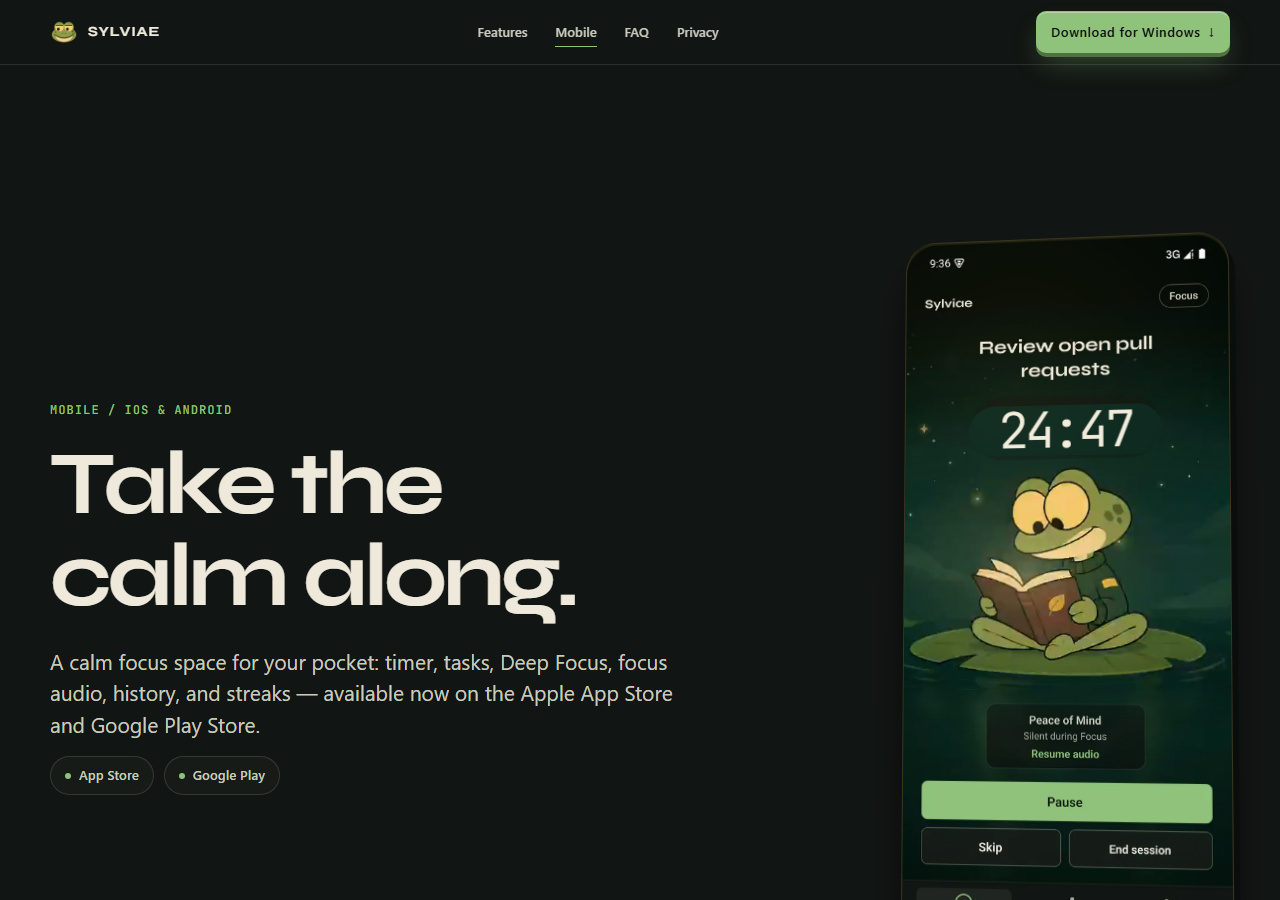 SYLVIAE
Features
Mobile
FAQ
Privacy
Download for Windows ↓
MOBILE / IOS & ANDROID
Take the
calm along.
A calm focus space for your pocket: timer, tasks, Deep Focus, focus
audio, history, and streaks — available now on the Apple App Store
and Google Play Store.
App Store
Google Play
9:36
3G
Sylviae
Focus
Review open pull
requests
24:47
Peace of Mind
Silent during Focus
Resume audio
Pause
Skip
End session